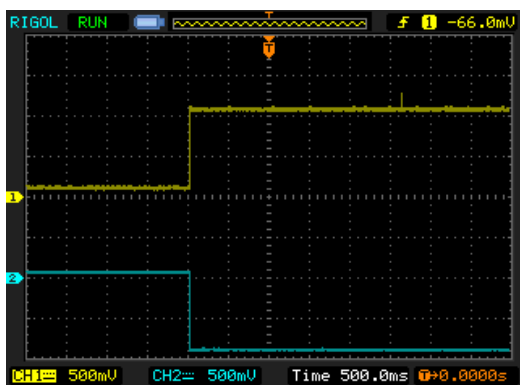 RIGOL RUN T f 1 -66.0mV
T
1
2
CH1 500mV CH2 500mV Time 500.0ms T→0.0000s